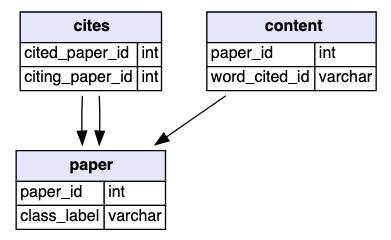 cites
cited_paper_id int
citing_paper_id int
content
paper_id int
word_cited_id varchar
paper
paper_id int
class_label varchar